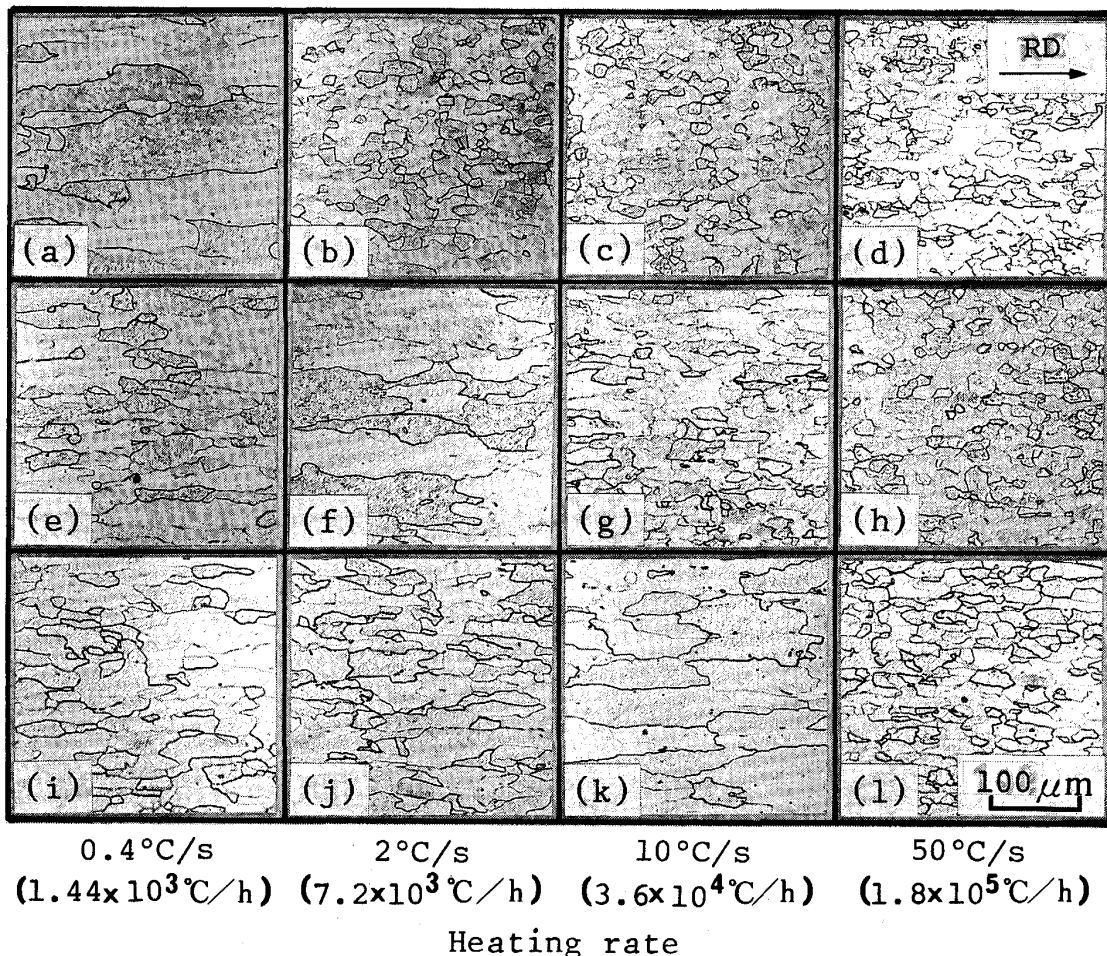 RD
(a)
(b)
(c)
(d)
(e)
(f)
(g)
(h)
(i)
(j)
(k)
(l)
100μm
0.4°C/s
2°C/s
10°C/s
50°C/s
(1.44x10³℃/h)
(7.2x10³℃/h)
(3.6x10⁴℃/h)
(1.8x10⁵℃/h)
Heating rate